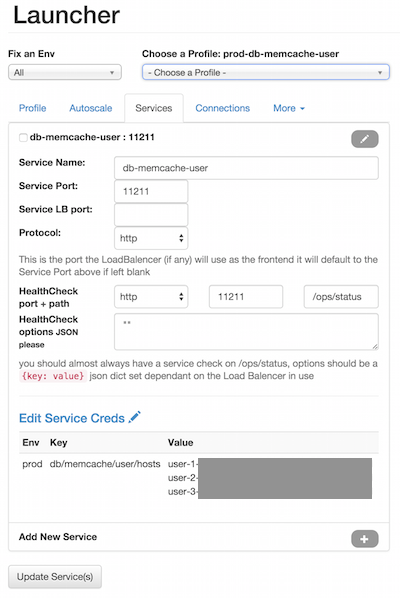 Launcher
Fix an Env
Choose a Profile: prod-db-memcache-user
All
- Choose a Profile -
Profile
Autoscale
Services
Connections
More
db-memcache-user : 11211
Service Name:
db-memcache-user
Service Port:
11211
Service LB port:
Protocol:
http
This is the port the LoadBalencer (if any) will use as the frontend it will default to the
Service Port above if left blank
HealthCheck
port + path
http
11211
/ops/status
HealthCheck
options JSON
please
""
you should almost always have a service check on /ops/status, options should be a
{key: value} json dict set dependant on the Load Balencer in use
Edit Service Creds
Env Key Value
prod db/memcache/user/hosts user-1-
user-2-
user-3-
Add New Service
Update Service(s)